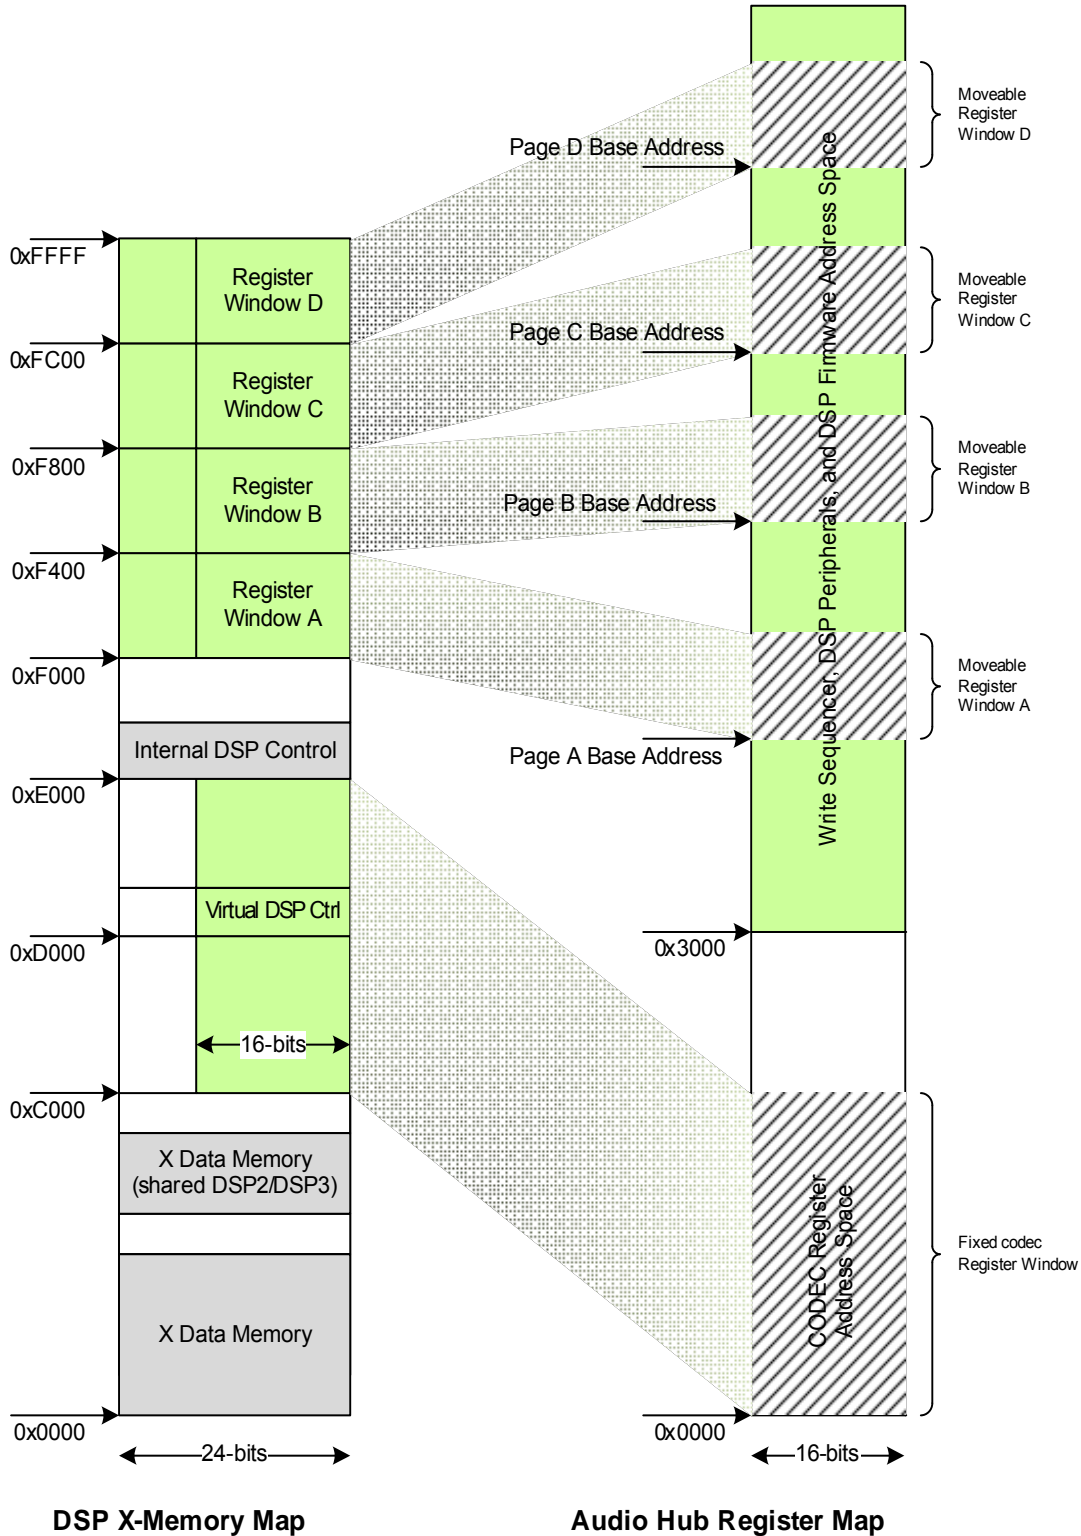 Moveable
Register
Window D
Page D Base Address
0xFFFF
Register
Window D
Moveable
Register
Window C
Page C Base Address
0xFC00
Register
Window C
0xF800
Moveable
Register
Window B
Register
Window B
Page B Base Address
0xF400
Register
Window A
0xF000
Moveable
Register
Window A
Page A Base Address
Write Sequencer, DSP Peripherals, and DSP Firmware Address Space
Internal DSP Control
0xE000
Virtual DSP Ctrl
0xD000
0x3000
16-bits
0xC000
X Data Memory
(shared DSP2/DSP3)
CODEC Register
Address Space
Fixed codec
Register Window
X Data Memory
0x0000
0x0000
24-bits
16-bits
DSP X-Memory Map
Audio Hub Register Map